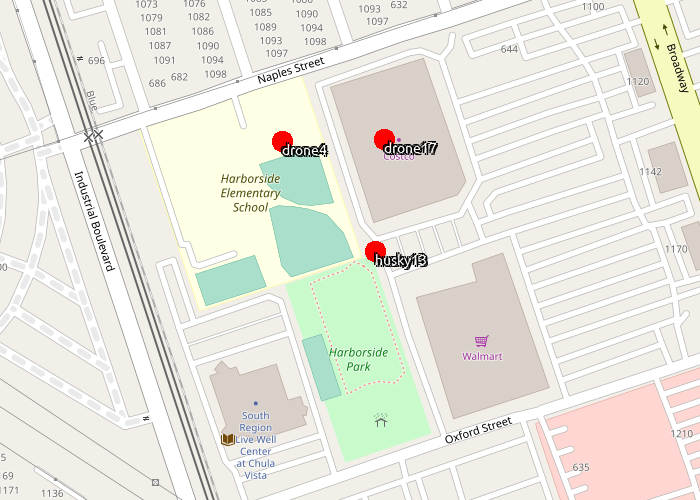 1073
1079
1081
1087
1091
1076
1082
1086
1090
1094
1098
1085
1089
1093
1097
1090
1094
1098
1093
1097
632
1100
696
686
682
644
Naples Street
Broadway
1120
Blue
drone4
drone17
Costco
Harborside
Elementary
School
1142
Industrial Boulevard
husky13
1170
Walmart
Harborside
Park
South
Region
Live Well
Center
at Chula
Vista
Oxford Street
1210
635
169
1171
1136